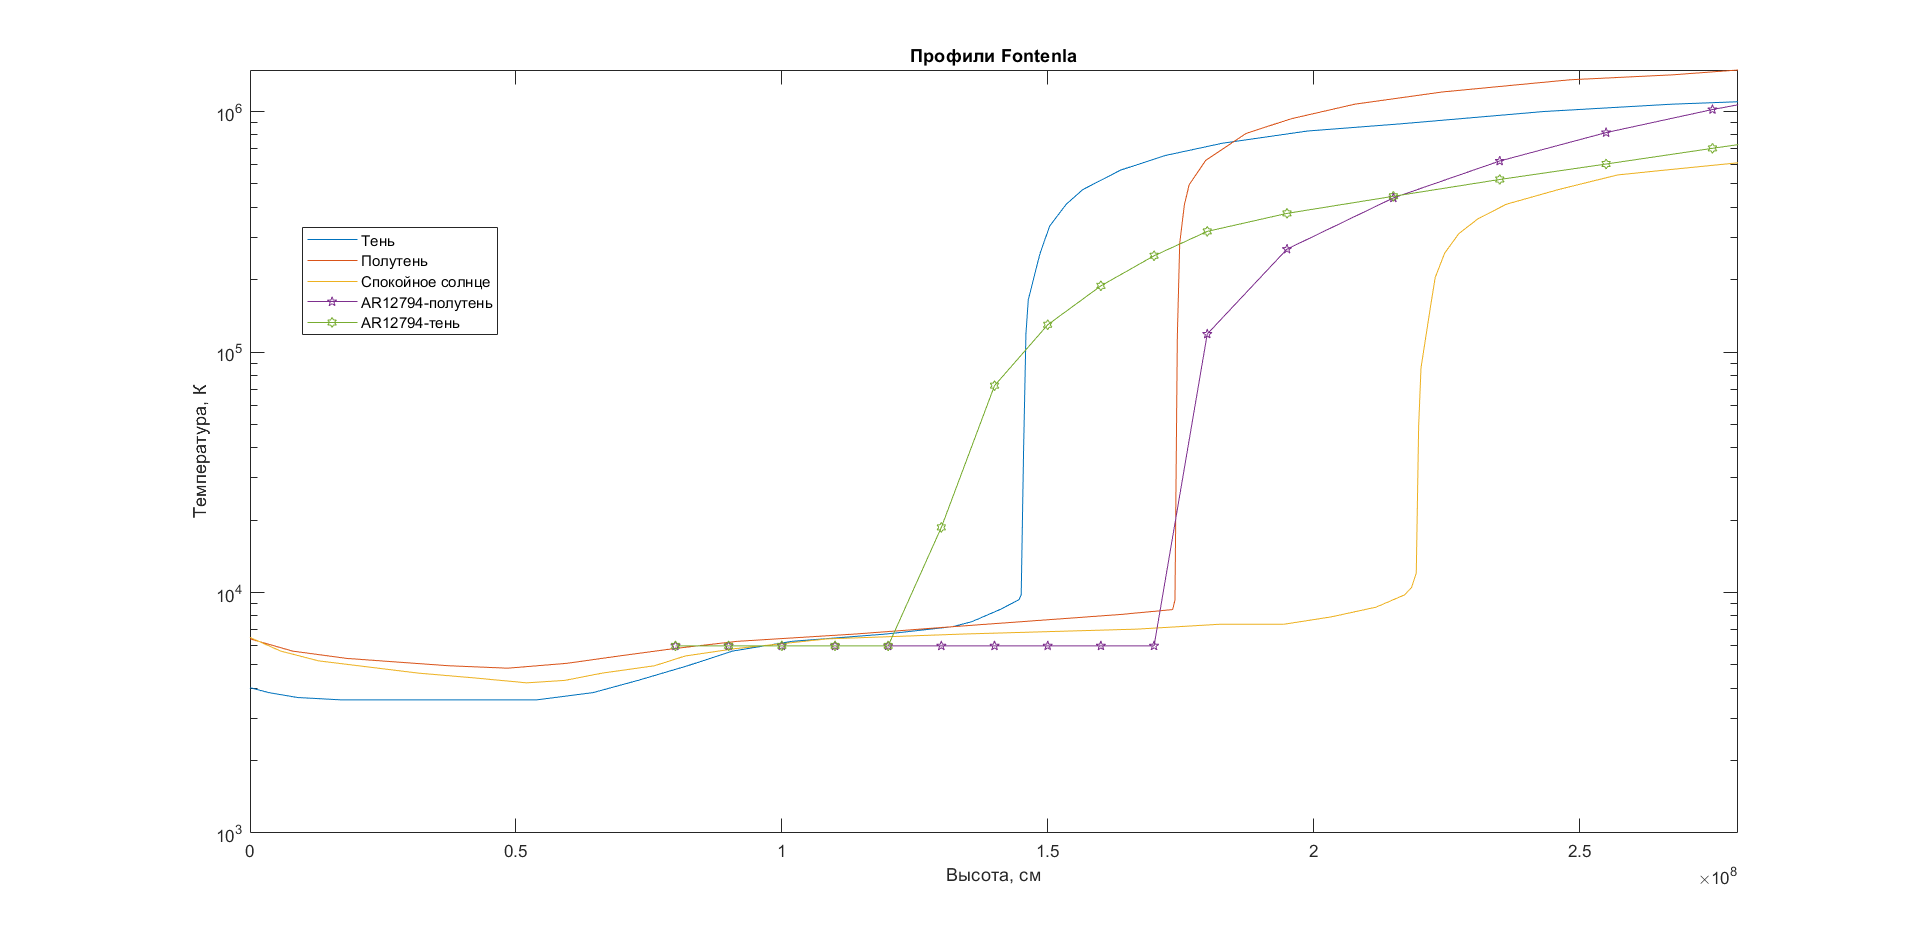 Профили Fontenla
10^6
10^5
10^4
10^3
Температура, К
Тень
Полутень
Спокойное солнце
AR12794-полутень
AR12794-тень
0 0.5 1 1.5 2 2.5
Высота, см
×10^8